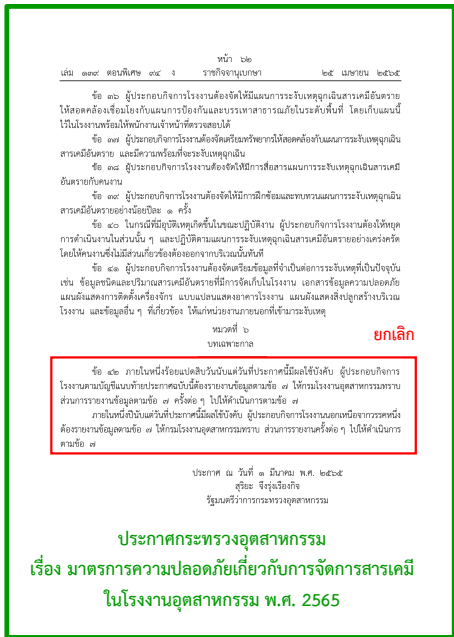 หน้า ๖๒
เล่ม ๑๓๙ ตอนพิเศษ ๙๔ ง ราชกิจจานุเบกษา ๒๕ เมษายน ๒๕๖๕
ข้อ ๓๖ ผู้ประกอบกิจการโรงงานต้องจัดให้มีแผนการระงับเหตุฉุกเฉินสารเคมีอันตราย
ให้สอดคล้องเชื่อมโยงกับแผนการป้องกันและบรรเทาสาธารณภัยในระดับพื้นที่ โดยเก็บแผนนี้
ไว้ในโรงงานพร้อมให้พนักงานเจ้าหน้าที่ตรวจสอบได้
ข้อ ๓๗ ผู้ประกอบกิจการโรงงานต้องจัดเตรียมทรัพยากรให้สอดคล้องกับแผนการระงับเหตุฉุกเฉิน
สารเคมีอันตราย และมีความพร้อมที่จะระงับเหตุฉุกเฉิน
ข้อ ๓๘ ผู้ประกอบกิจการโรงงานต้องจัดให้มีการสื่อสารแผนการระงับเหตุฉุกเฉินสารเคมี
อันตรายกับคนงาน
ข้อ ๓๙ ผู้ประกอบกิจการโรงงานต้องจัดให้มีการฝึกซ้อมและทบทวนแผนการระงับเหตุฉุกเฉิน
สารเคมีอันตรายอย่างน้อยปีละ ๑ ครั้ง
ข้อ ๔๐ ในกรณีที่มีอุบัติเหตุเกิดขึ้นในขณะปฏิบัติงาน ผู้ประกอบกิจการโรงงานต้องให้หยุด
การดำเนินงานในส่วนนั้น ๆ และปฏิบัติตามแผนการระงับเหตุฉุกเฉินสารเคมีอันตรายอย่างเคร่งครัด
โดยให้คนงานซึ่งไม่มีส่วนเกี่ยวข้องต้องออกจากบริเวณนั้นทันที
ข้อ ๔๑ ผู้ประกอบกิจการโรงงานต้องจัดเตรียมข้อมูลที่จำเป็นต่อการระงับเหตุที่เป็นปัจจุบัน
เช่น ข้อมูลชนิดและปริมาณสารเคมีอันตรายที่มีการจัดเก็บในโรงงาน เอกสารข้อมูลความปลอดภัย
แผนผังแสดงการติดตั้งเครื่องจักร แบบแปลนแสดงอาคารโรงงาน แผนผังแสดงสิ่งปลูกสร้างบริเวณ
โรงงาน และข้อมูลอื่น ๆ ที่เกี่ยวข้อง ให้แก่หน่วยงานภายนอกที่เข้ามาระงับเหตุ
หมวดที่ ๖
บทเฉพาะกาล
ยกเลิก
ข้อ ๔๒ ภายในหนึ่งร้อยแปดสิบวันนับแต่วันที่ประกาศนี้มีผลใช้บังคับ ผู้ประกอบกิจการ
โรงงานตามบัญชีแนบท้ายประกาศฉบับนี้ต้องรายงานข้อมูลตามข้อ ๗ ให้กรมโรงงานอุตสาหกรรมทราบ
ส่วนการรายงานข้อมูลตามข้อ ๗ ครั้งต่อ ๆ ไปให้ดำเนินการตามข้อ ๗
ภายในหนึ่งปีนับแต่วันที่ประกาศนี้มีผลใช้บังคับ ผู้ประกอบกิจการโรงงานนอกเหนือจากวรรคหนึ่ง
ต้องรายงานข้อมูลตามข้อ ๗ ให้กรมโรงงานอุตสาหกรรมทราบ ส่วนการรายงานครั้งต่อ ๆ ไปให้ดำเนินการ
ตามข้อ ๗
ประกาศ ณ วันที่ ๑ มีนาคม พ.ศ. ๒๕๖๕
สุริยะ จึงรุ่งเรืองกิจ
รัฐมนตรีว่าการกระทรวงอุตสาหกรรม
ประกาศกระทรวงอุตสาหกรรม
เรื่อง มาตรการความปลอดภัยเกี่ยวกับการจัดการสารเคมี
ในโรงงานอุตสาหกรรม พ.ศ. 2565